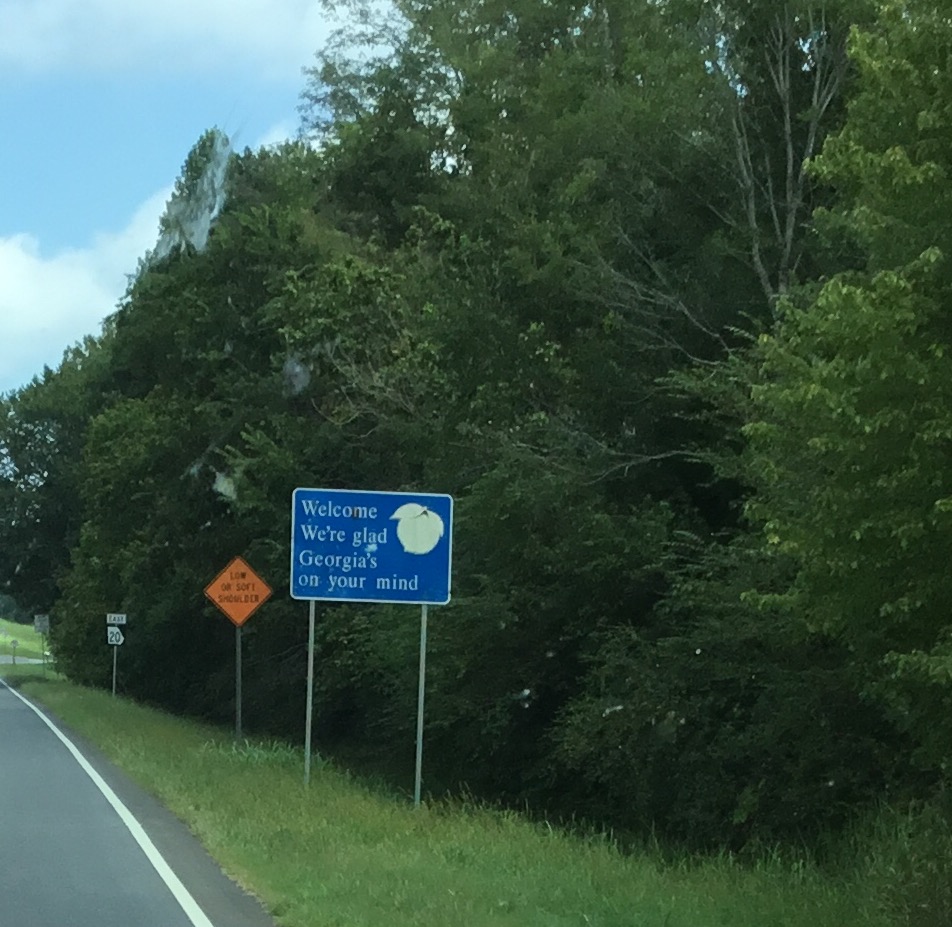 Welcome
We're glad
Georgia's
on your mind
LOW
OR SOFT
SHOULDER
EAST
20